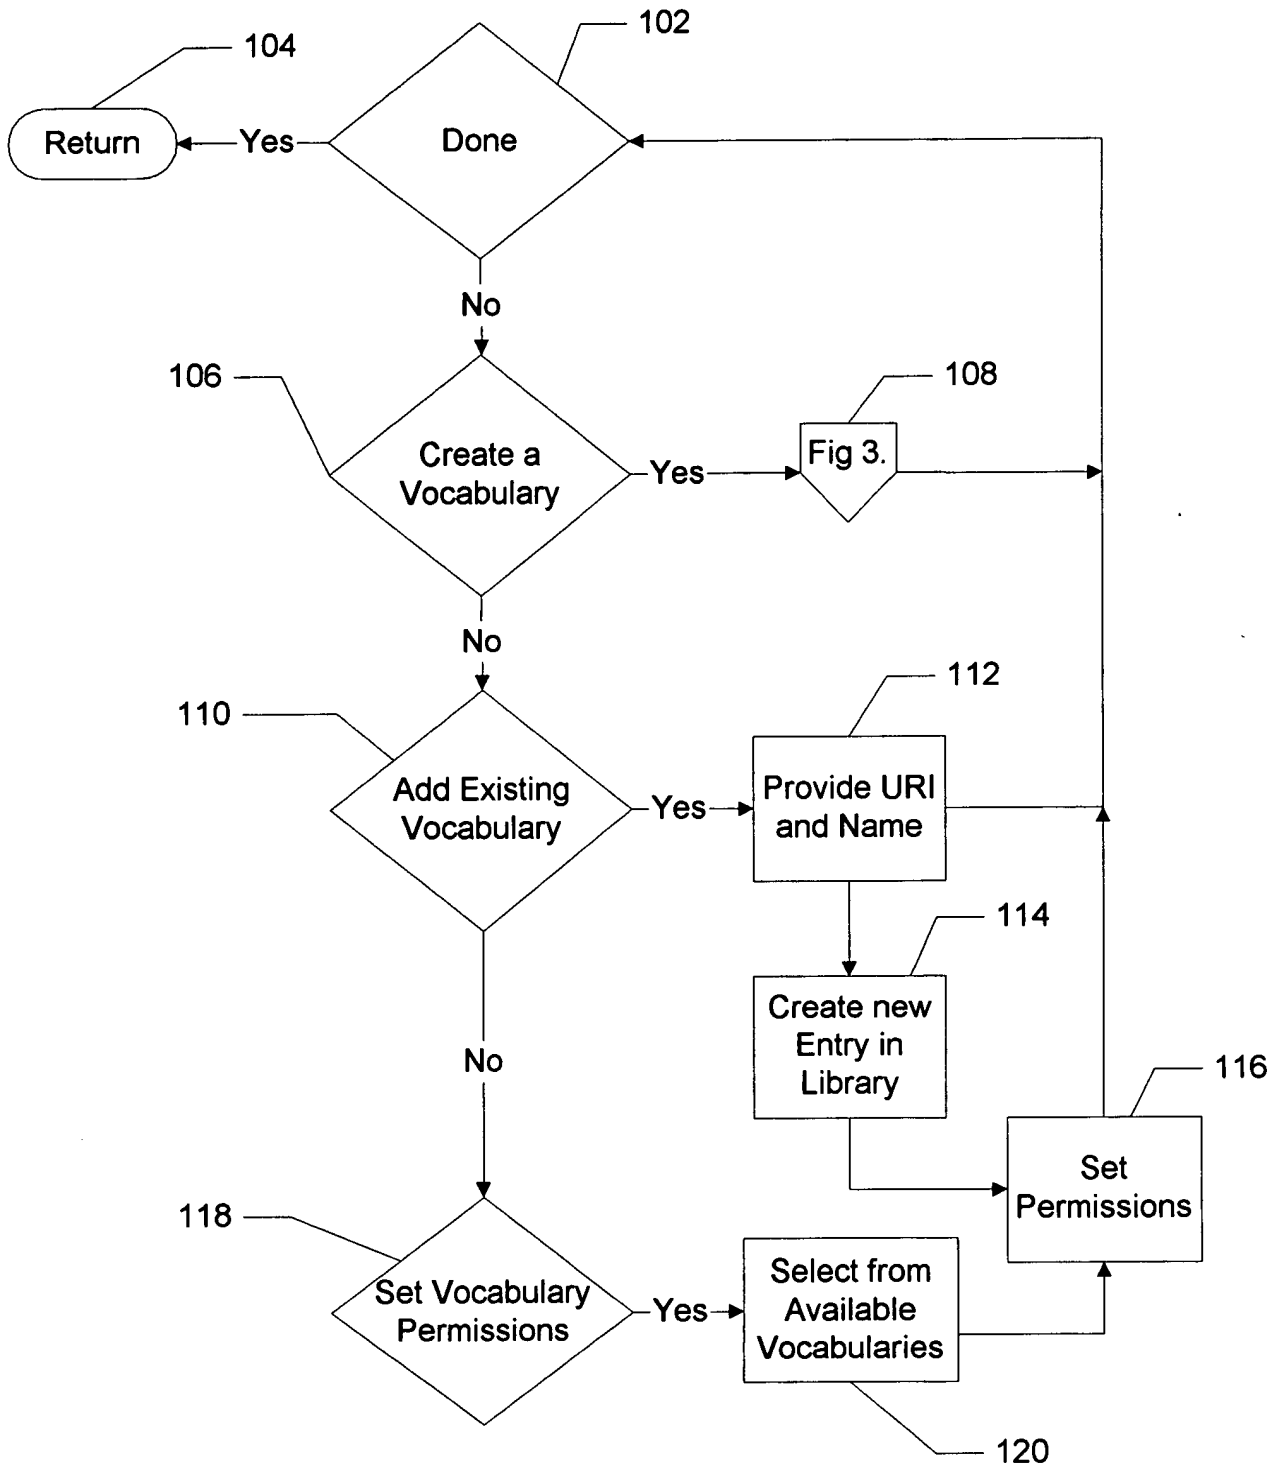 102
104
Return
Yes
Done
No
106
108
Create a
Vocabulary
Yes
Fig 3.
No
110
112
Add Existing
Vocabulary
Yes
Provide URI
and Name
114
Create new
Entry in
Library
No
116
Set
Permissions
118
Set Vocabulary
Permissions
Yes
Select from
Available
Vocabularies
120